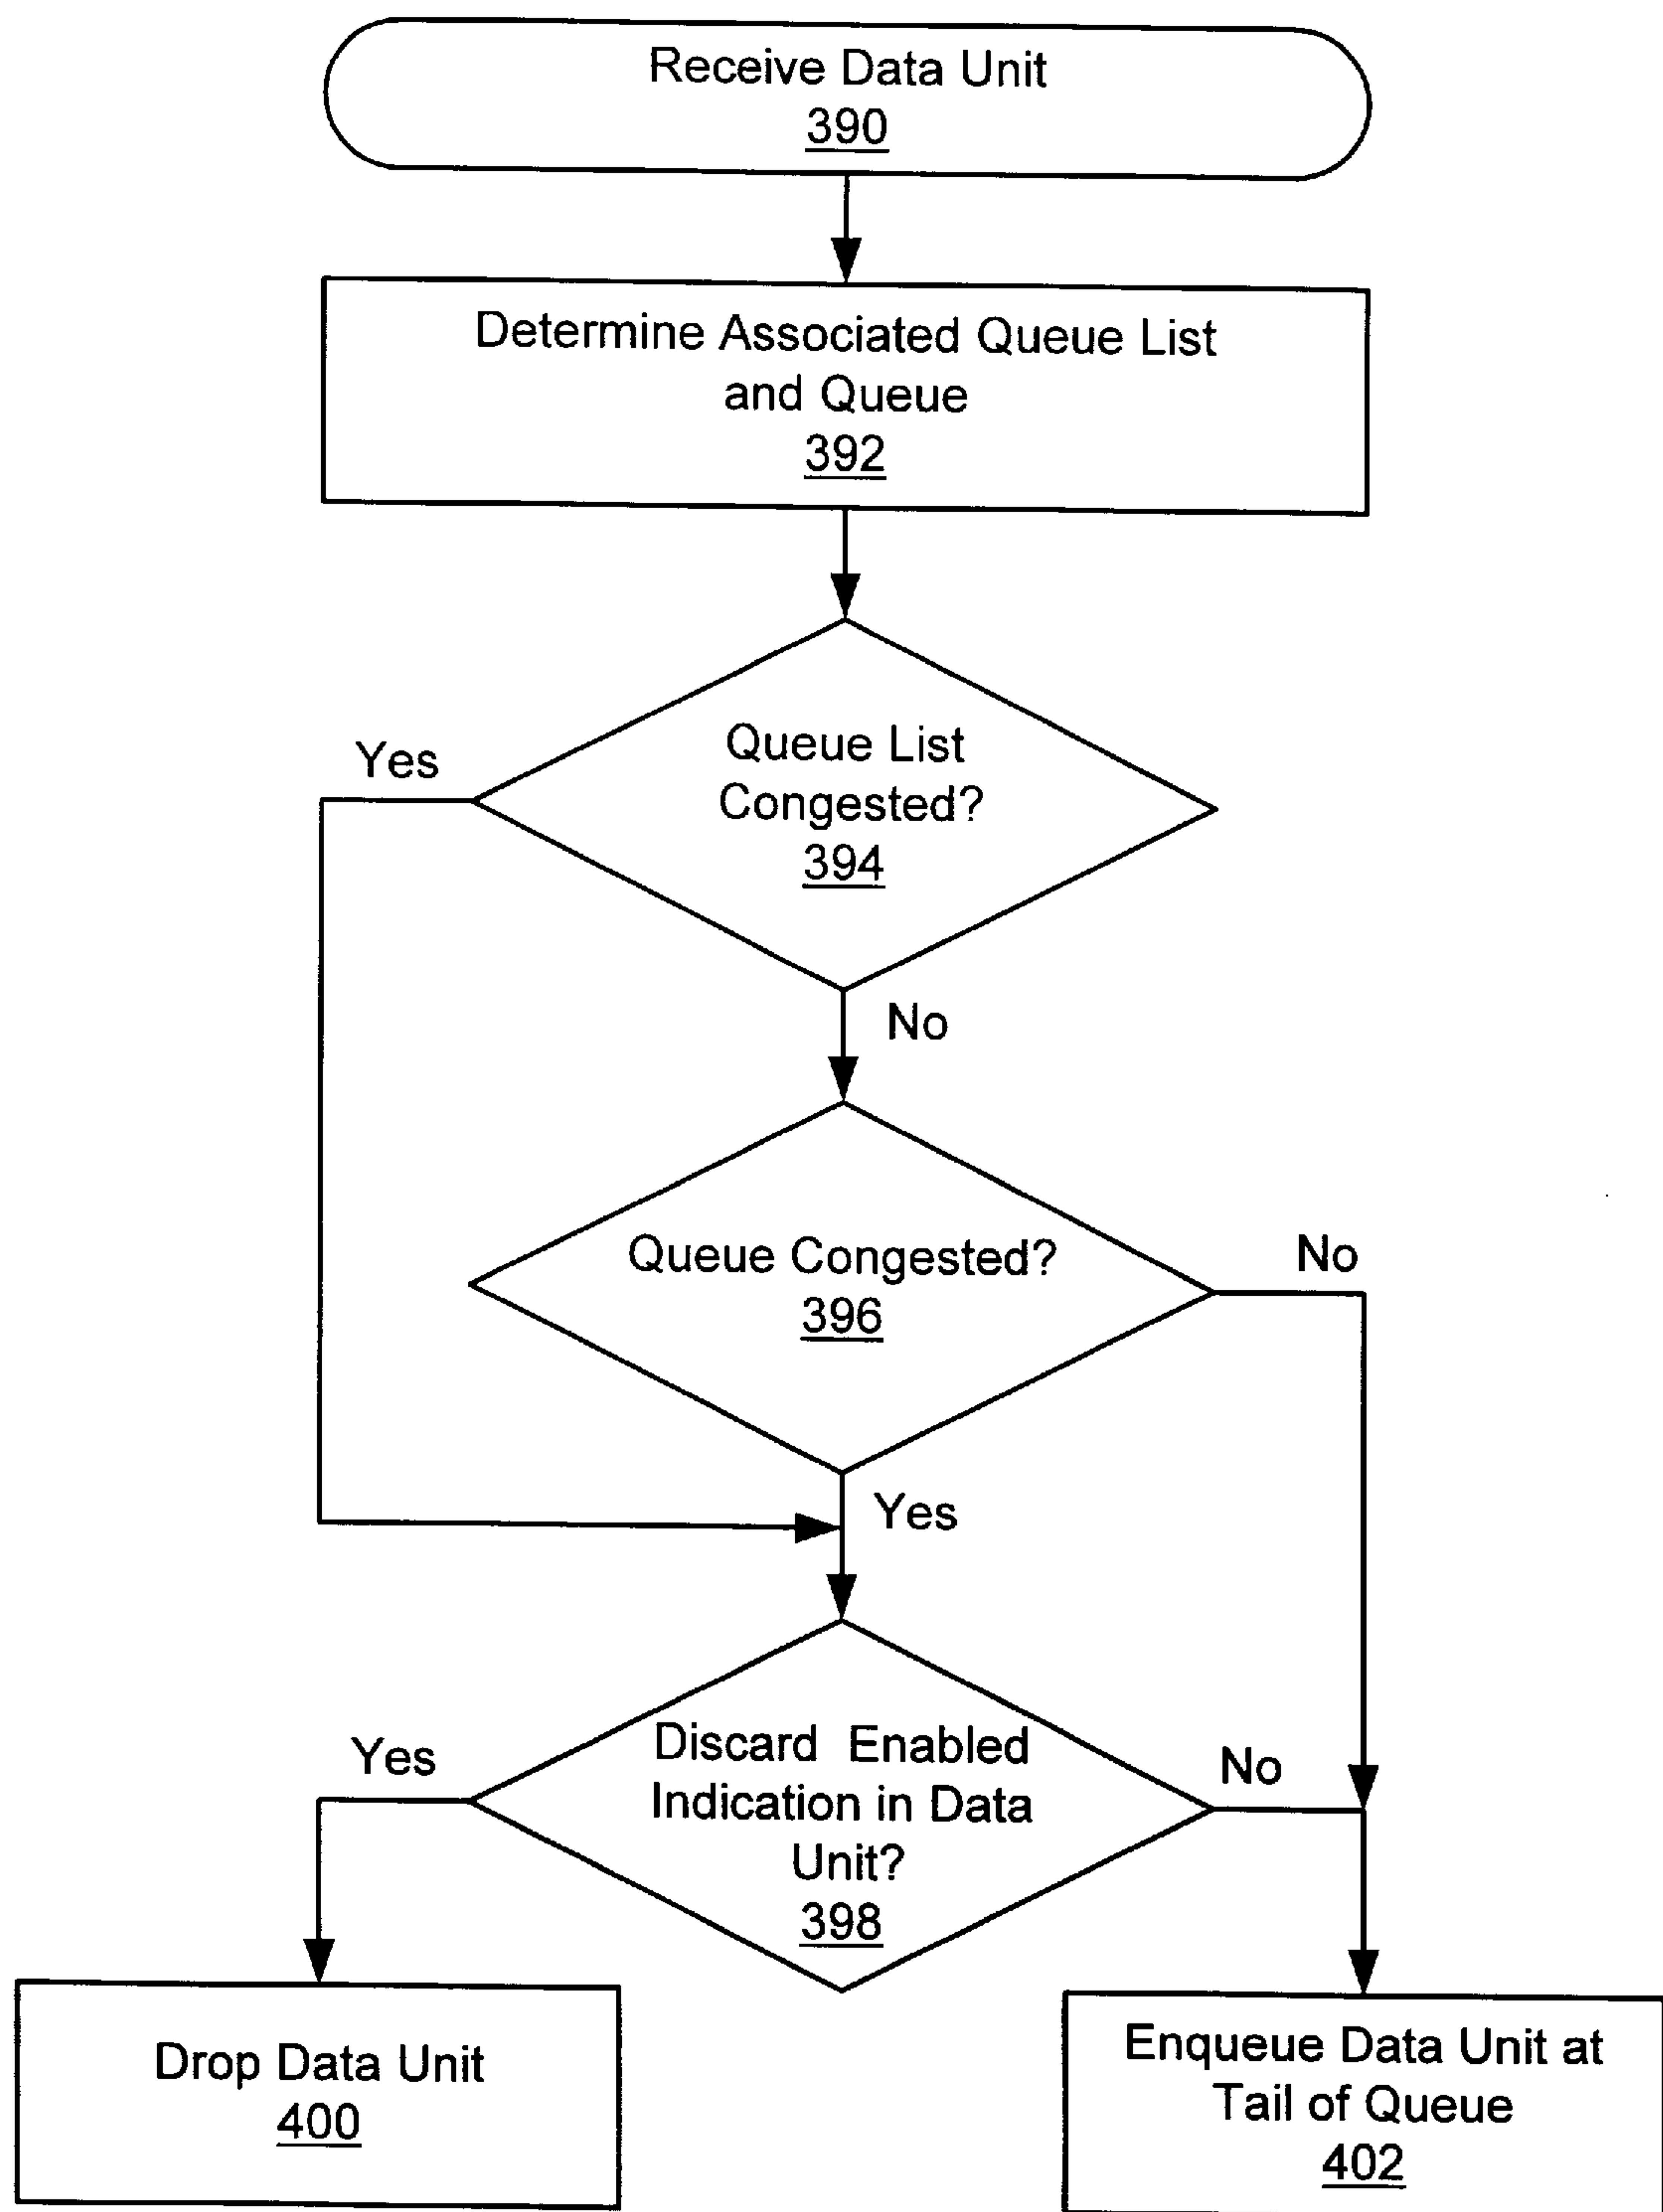 Receive Data Unit
390
Determine Associated Queue List
and Queue
392
Queue List
Congested?
394
Yes
No
Queue Congested?
396
No
Yes
Discard Enabled
Indication in Data
Unit?
398
Yes
No
Drop Data Unit
400
Enqueue Data Unit at
Tail of Queue
402